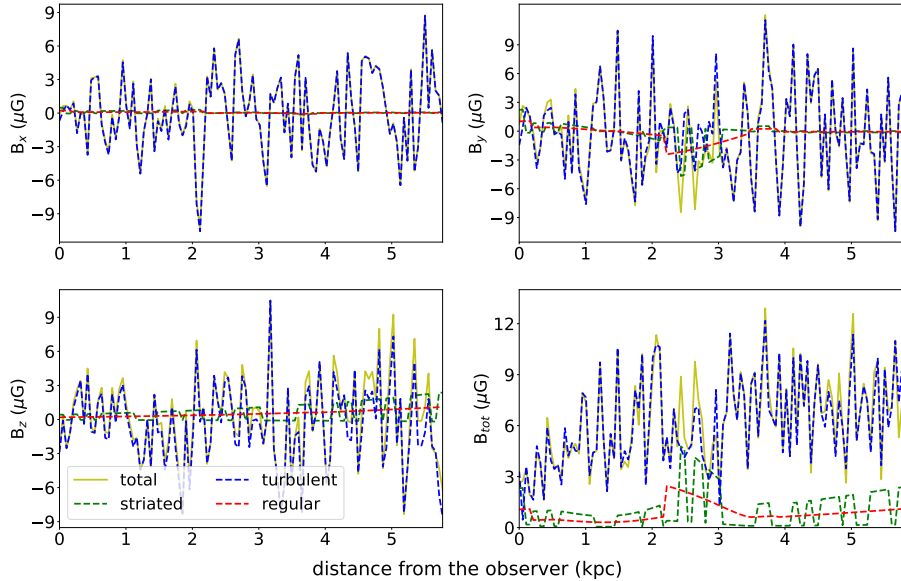 9
6
3
0
−3
−6
−9
B_x (μG)
0 1 2 3 4 5
9
6
3
0
−3
−6
−9
B_y (μG)
0 1 2 3 4 5
9
6
3
0
−3
−6
−9
B_z (μG)
total turbulent
striated regular
0 1 2 3 4 5
12
9
6
3
0
B_tot (μG)
0 1 2 3 4 5
distance from the observer (kpc)